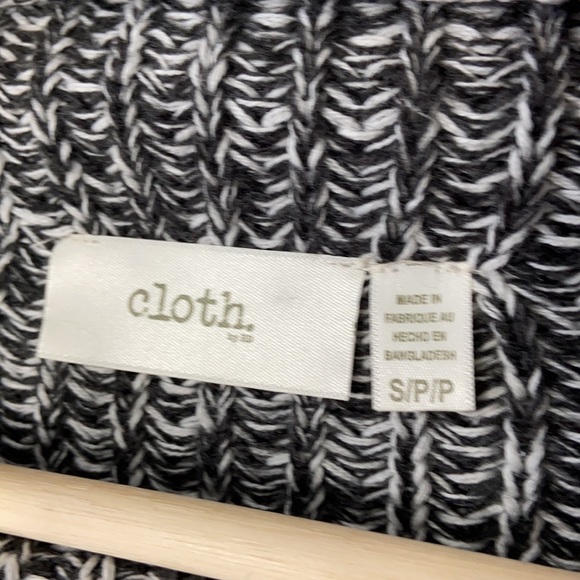 cloth.
MADE IN
FABRIQUE AU
HECHO EN
BANGLADESH
S/P/P